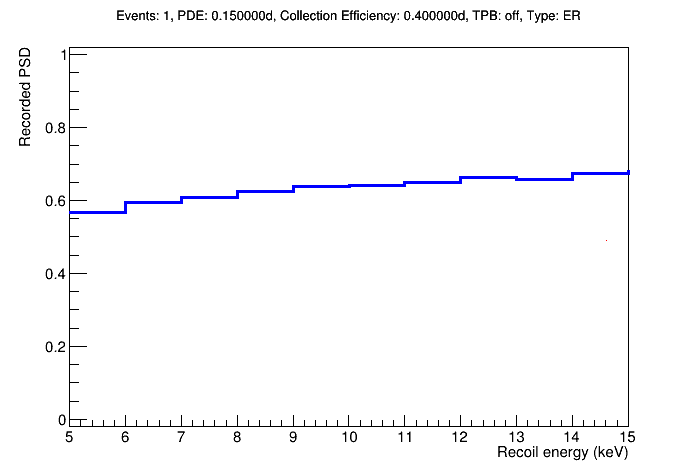 Events: 1, PDE: 0.150000d, Collection Efficiency: 0.400000d, TPB: off, Type: ER
Recorded PSD
1
0.8
0.6
0.4
0.2
0
5 6 7 8 9 10 11 12 13 14 15
Recoil energy (keV)